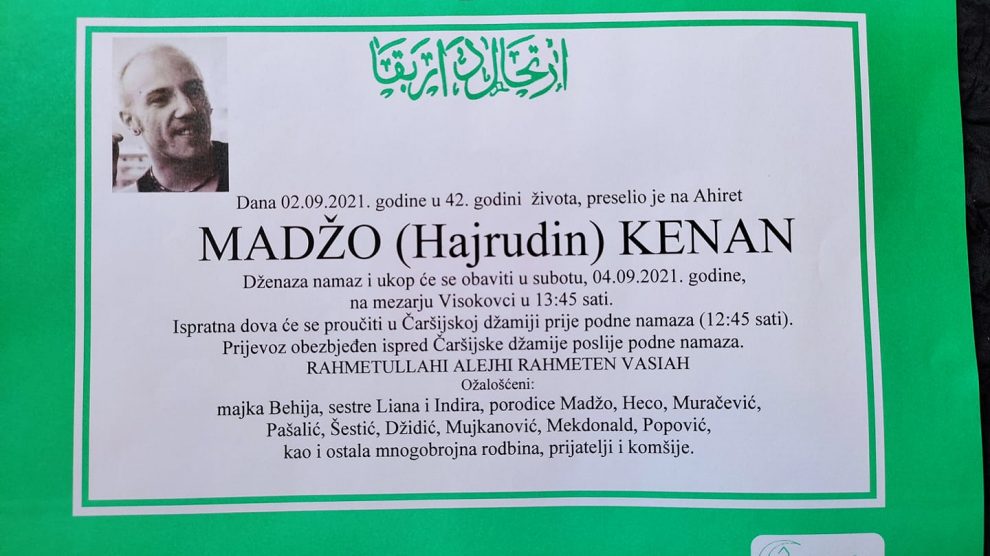 ارتحال دار بقا
Dana 02.09.2021. godine u 42. godini života, preselio je na Ahiret
MADŽO (Hajrudin) KENAN
Dženaza namaz i ukop će se obaviti u subotu, 04.09.2021. godine,
na mezarju Visokovci u 13:45 sati.
Ispratna dova će se proučiti u Čaršijskoj džamiji prije podne namaza (12:45 sati).
Prijevoz obezbjeđen ispred Čaršijske džamije poslije podne namaza.
RAHMETULLAHI ALEJHI RAHMETEN VASIAH
Ožalošćeni:
majka Behija, sestre Liana i Indira, porodice Madžo, Heco, Muračević,
Pašalić, Šestić, Džidić, Mujkanović, Mekdonald, Popović,
kao i ostala mnogobrojna rodbina, prijatelji i komšije.